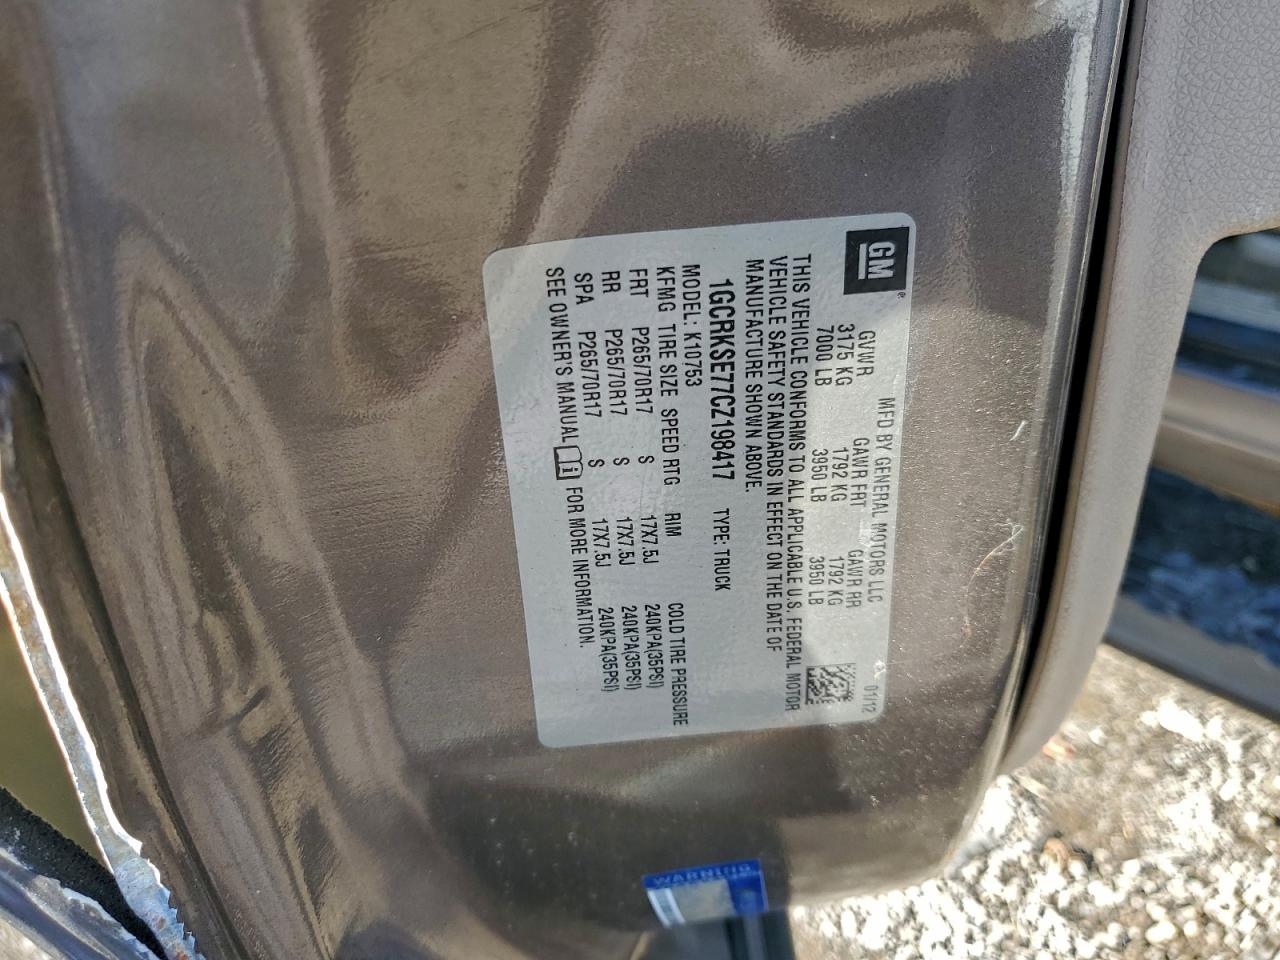 GM®
MFD BY GENERAL MOTORS LLC 01/12
GVWR GAWR FRT GAWR RR
3175 KG 1792 KG 1792 KG
7000 LB 3950 LB 3950 LB
THIS VEHICLE CONFORMS TO ALL APPLICABLE U.S. FEDERAL MOTOR
VEHICLE SAFETY STANDARDS IN EFFECT ON THE DATE OF
MANUFACTURE SHOWN ABOVE.
1GCRKSE77CZ198417 TYPE: TRUCK
MODEL: K10753
KFMG TIRE SIZE SPEED RTG RIM COLD TIRE PRESSURE
FRT P265/70R17 S 17X7.5J 240KPA(35PSI)
RR P265/70R17 S 17X7.5J 240KPA(35PSI)
SPA P265/70R17 S 17X7.5J 240KPA(35PSI)
SEE OWNER'S MANUAL i FOR MORE INFORMATION.
WARNING